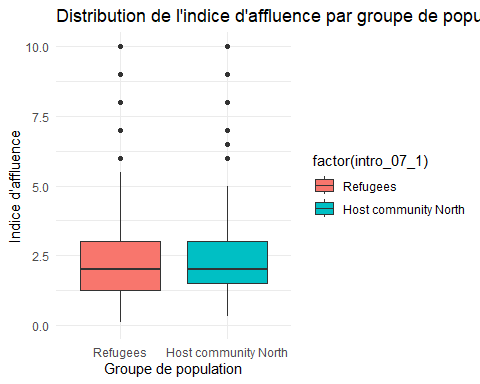 Distribution de l'indice d'affluence par groupe de popu
10.0
7.5
5.0
2.5
0.0
Indice d'affluence
Refugees
Host community North
Groupe de population
factor(intro_07_1)
Refugees
Host community North